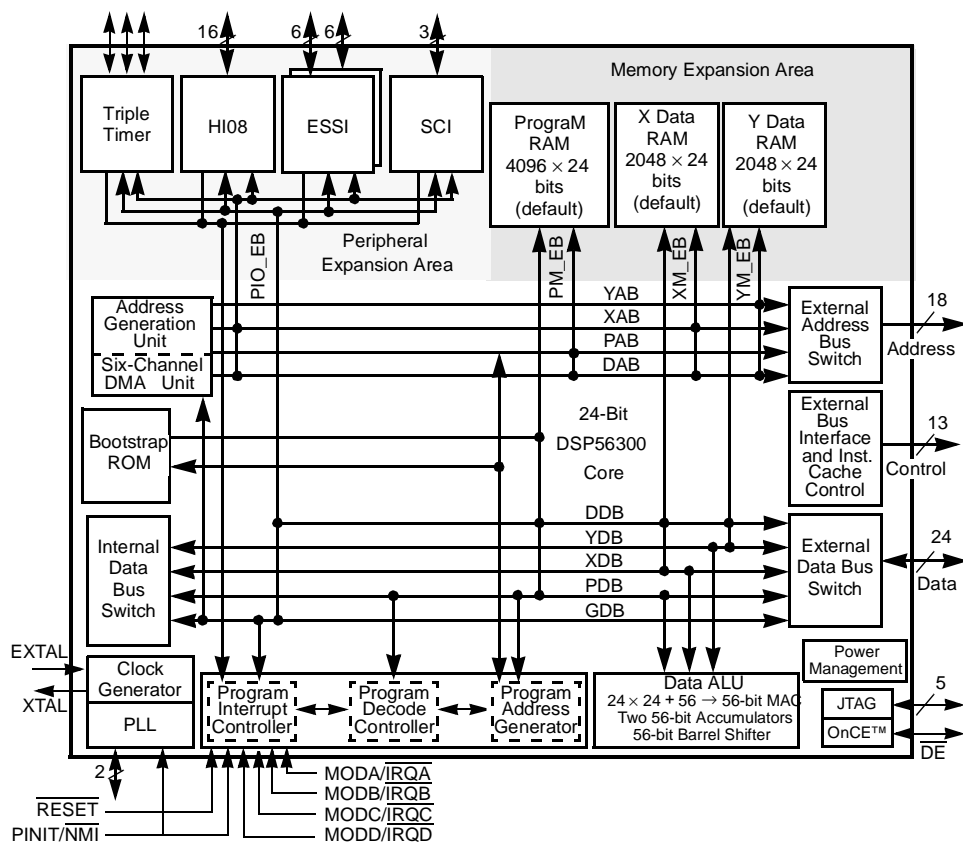 16
6
6
3
Memory Expansion Area
Triple
Timer
HI08
ESSI
SCI
PrograM
RAM
4096 × 24
bits
(default)
X Data
RAM
2048 × 24
bits
(default)
Y Data
RAM
2048 × 24
bits
(default)
Peripheral
Expansion Area
PIO_EB
PM_EB
XM_EB
YM_EB
Address
Generation
Unit
Six-Channel
DMA Unit
YAB
XAB
PAB
DAB
External
Address
Bus
Switch
18
Address
Bootstrap
ROM
24-Bit
DSP56300
Core
External
Bus
Interface
and Inst.
Cache
Control
13
Control
Internal
Data
Bus
Switch
DDB
YDB
XDB
PDB
GDB
External
Data Bus
Switch
24
Data
EXTAL
XTAL
Clock
Generator
PLL
Program
Interrupt
Controller
Program
Decode
Controller
Program
Address
Generator
Data ALU
24 × 24 + 56 → 56-bit MAC
Two 56-bit Accumulators
56-bit Barrel Shifter
Power
Management
JTAG
OnCE™
5
DE
2
RESET
PINIT/NMI
MODA/IRQA
MODB/IRQB
MODC/IRQC
MODD/IRQD